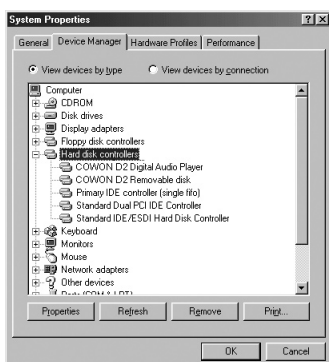 System Properties
? X
General Device Manager Hardware Profiles Performance
View devices by type View devices by connection
Computer
CDROM
Disk drives
Display adapters
Floppy disk controllers
Hard disk controllers
COWON D2 Digital Audio Player
COWON D2 Removable disk
Primary IDE controller (single fifo)
Standard Dual PCI IDE Controller
Standard IDE/ESDI Hard Disk Controller
Keyboard
Monitors
Mouse
Network adapters
Other devices
Ports (COM & LPT)
Properties Refresh Remove Print...
OK Cancel